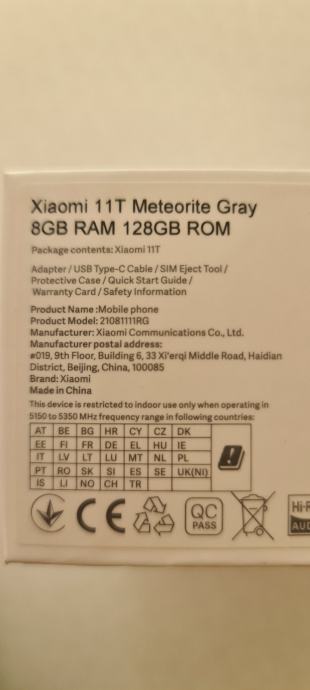 Xiaomi 11T Meteorite Gray
8GB RAM 128GB ROM
Package contents: Xiaomi 11T
Adapter / USB Type-C Cable / SIM Eject Tool /
Protective Case / Quick Start Guide /
Warranty Card / Safety Information
Product Name :Mobile phone
Product Model: 21081111RG
Manufacturer: Xiaomi Communications Co., Ltd.
Manufacturer postal address:
#019, 9th Floor, Building 6, 33 Xi'erqi Middle Road, Haidian
District, Beijing, China, 100085
Brand: Xiaomi
Made in China
This device is restricted to indoor use only when operating in
5150 to 5350 MHz frequency range in following countries:
AT BE BG HR CY CZ DK
EE FI FR DE EL HU IE
IT LV LT LU MT NL PL
PT RO SK SI ES SE UK(NI)
IS LI NO CH TR
CE
QC
PASS